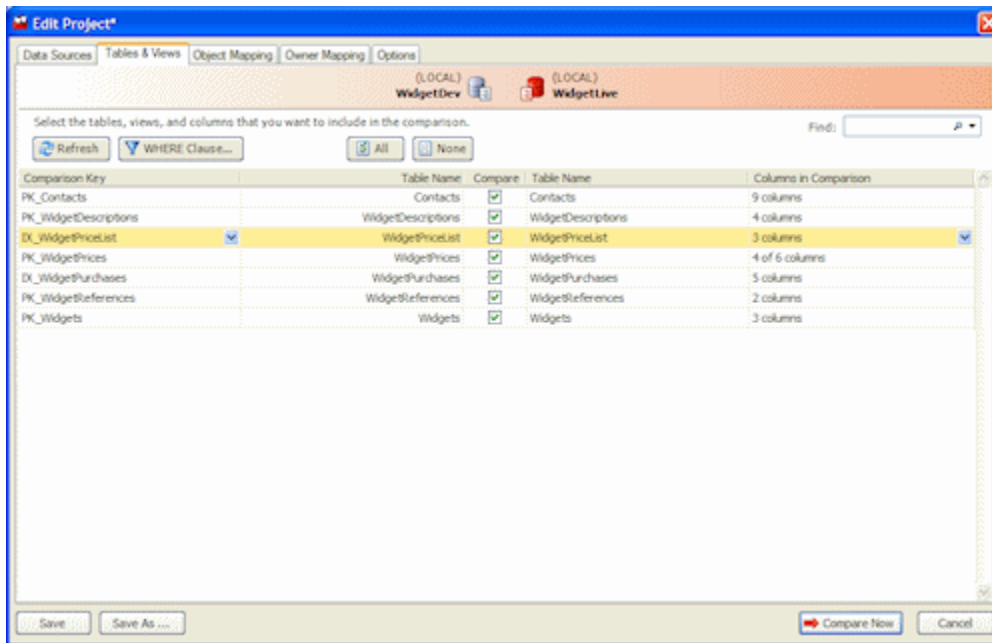 Edit Project*
Data Sources Tables & Views Object Mapping Owner Mapping Options
(LOCAL) (LOCAL)
WidgetDev WidgetLive
Select the tables, views, and columns that you want to include in the comparison.
Find:
Refresh WHERE Clause... All None
Comparison Key Table Name Compare Table Name Columns in Comparison
PK_Contacts Contacts Contacts 9 columns
PK_WidgetDescriptions WidgetDescriptions WidgetDescriptions 4 columns
IX_WidgetPriceList WidgetPriceList WidgetPriceList 3 columns
PK_WidgetPrices WidgetPrices WidgetPrices 4 of 6 columns
IX_WidgetPurchases WidgetPurchases WidgetPurchases 5 columns
PK_WidgetReferences WidgetReferences WidgetReferences 2 columns
PK_Widgets Widgets Widgets 3 columns
Save Save As .... Compare Now Cancel